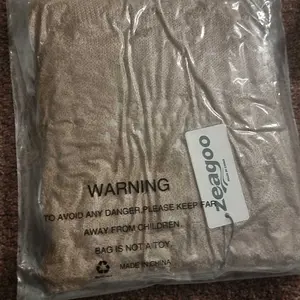 WARNING
TO AVOID ANY DANGER,PLEASE KEEP FAR
AWAY FROM CHILDREN
BAG IS NOT A TOY
MADE IN CHINA
zeagoo